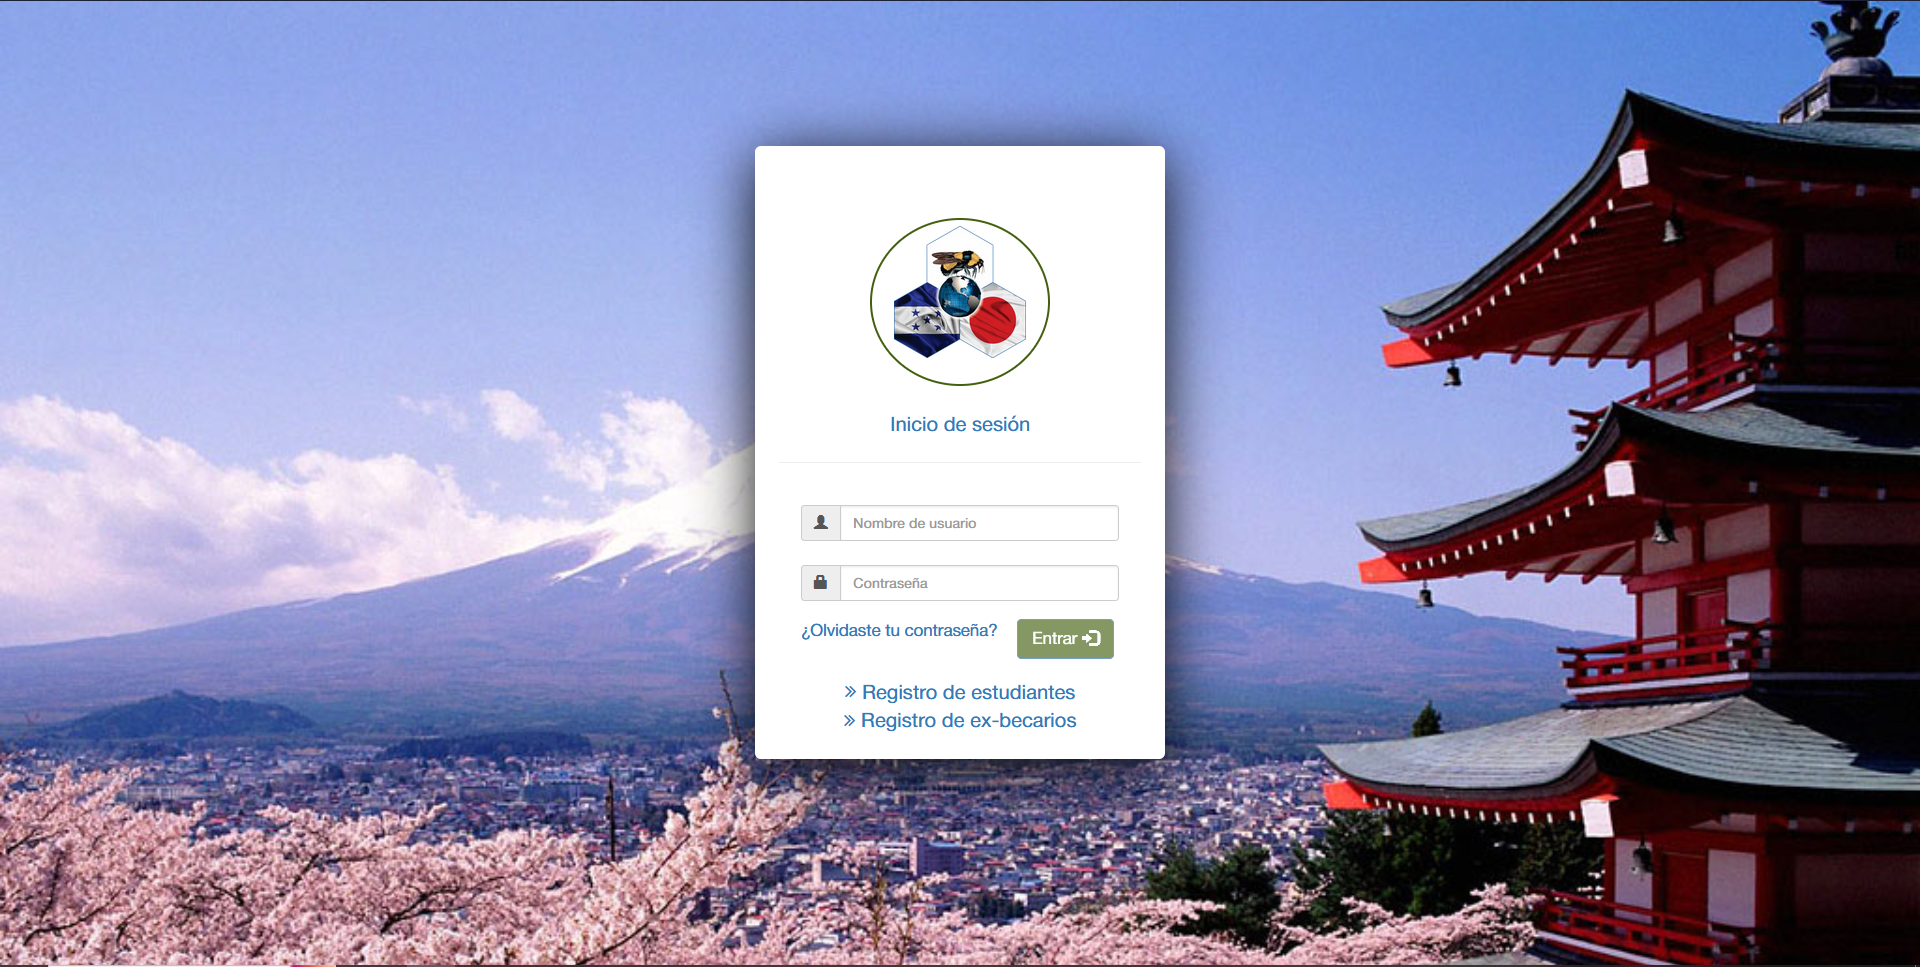 Inicio de sesión
Nombre de usuario
Contraseña
¿Olvidaste tu contraseña?
Entrar
» Registro de estudiantes
» Registro de ex-becarios